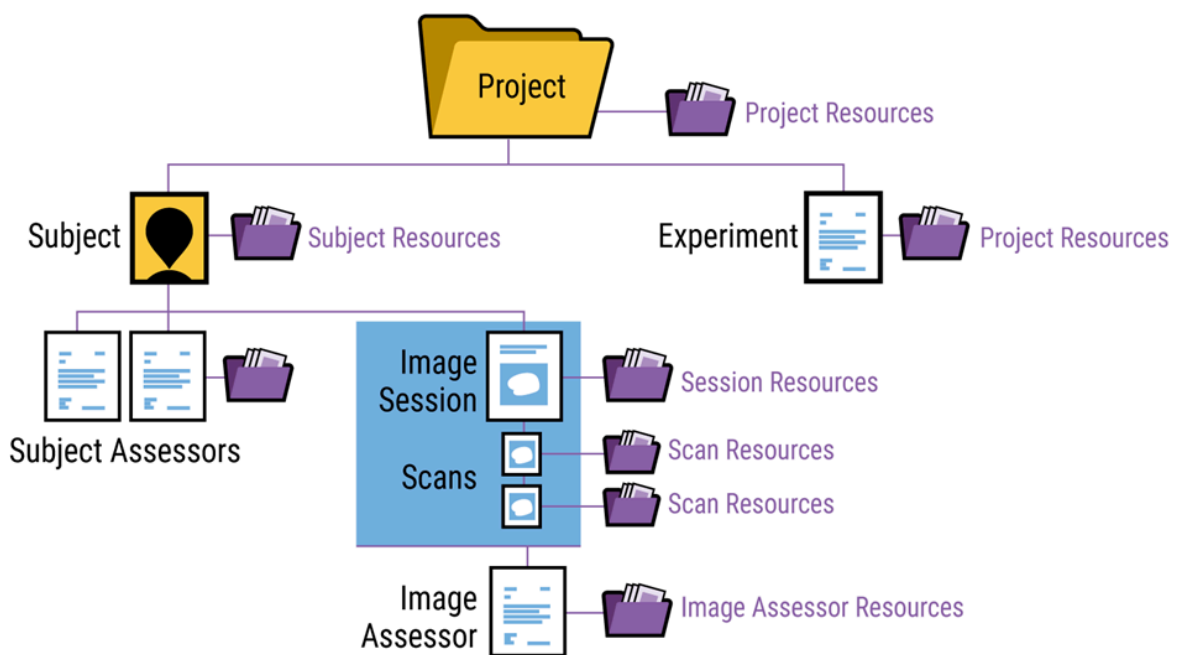 Project
Project Resources
Subject
Subject Resources
Experiment
Project Resources
Image
Session
Session Resources
Subject Assessors
Scans
Scan Resources
Scan Resources
Image
Assessor
Image Assessor Resources